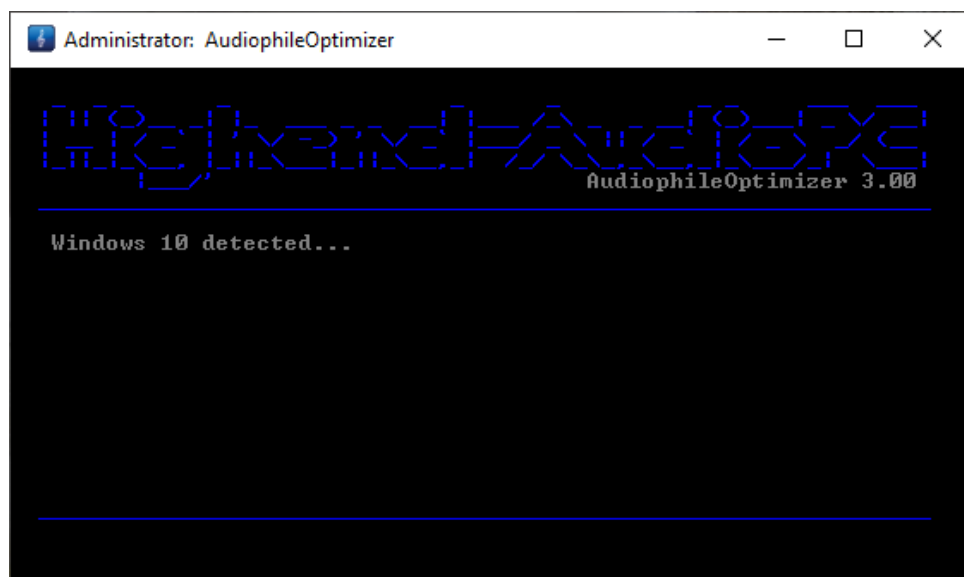 Administrator: AudiophileOptimizer
Highend-AudioPC
AudiophileOptimizer 3.00
Windows 10 detected...